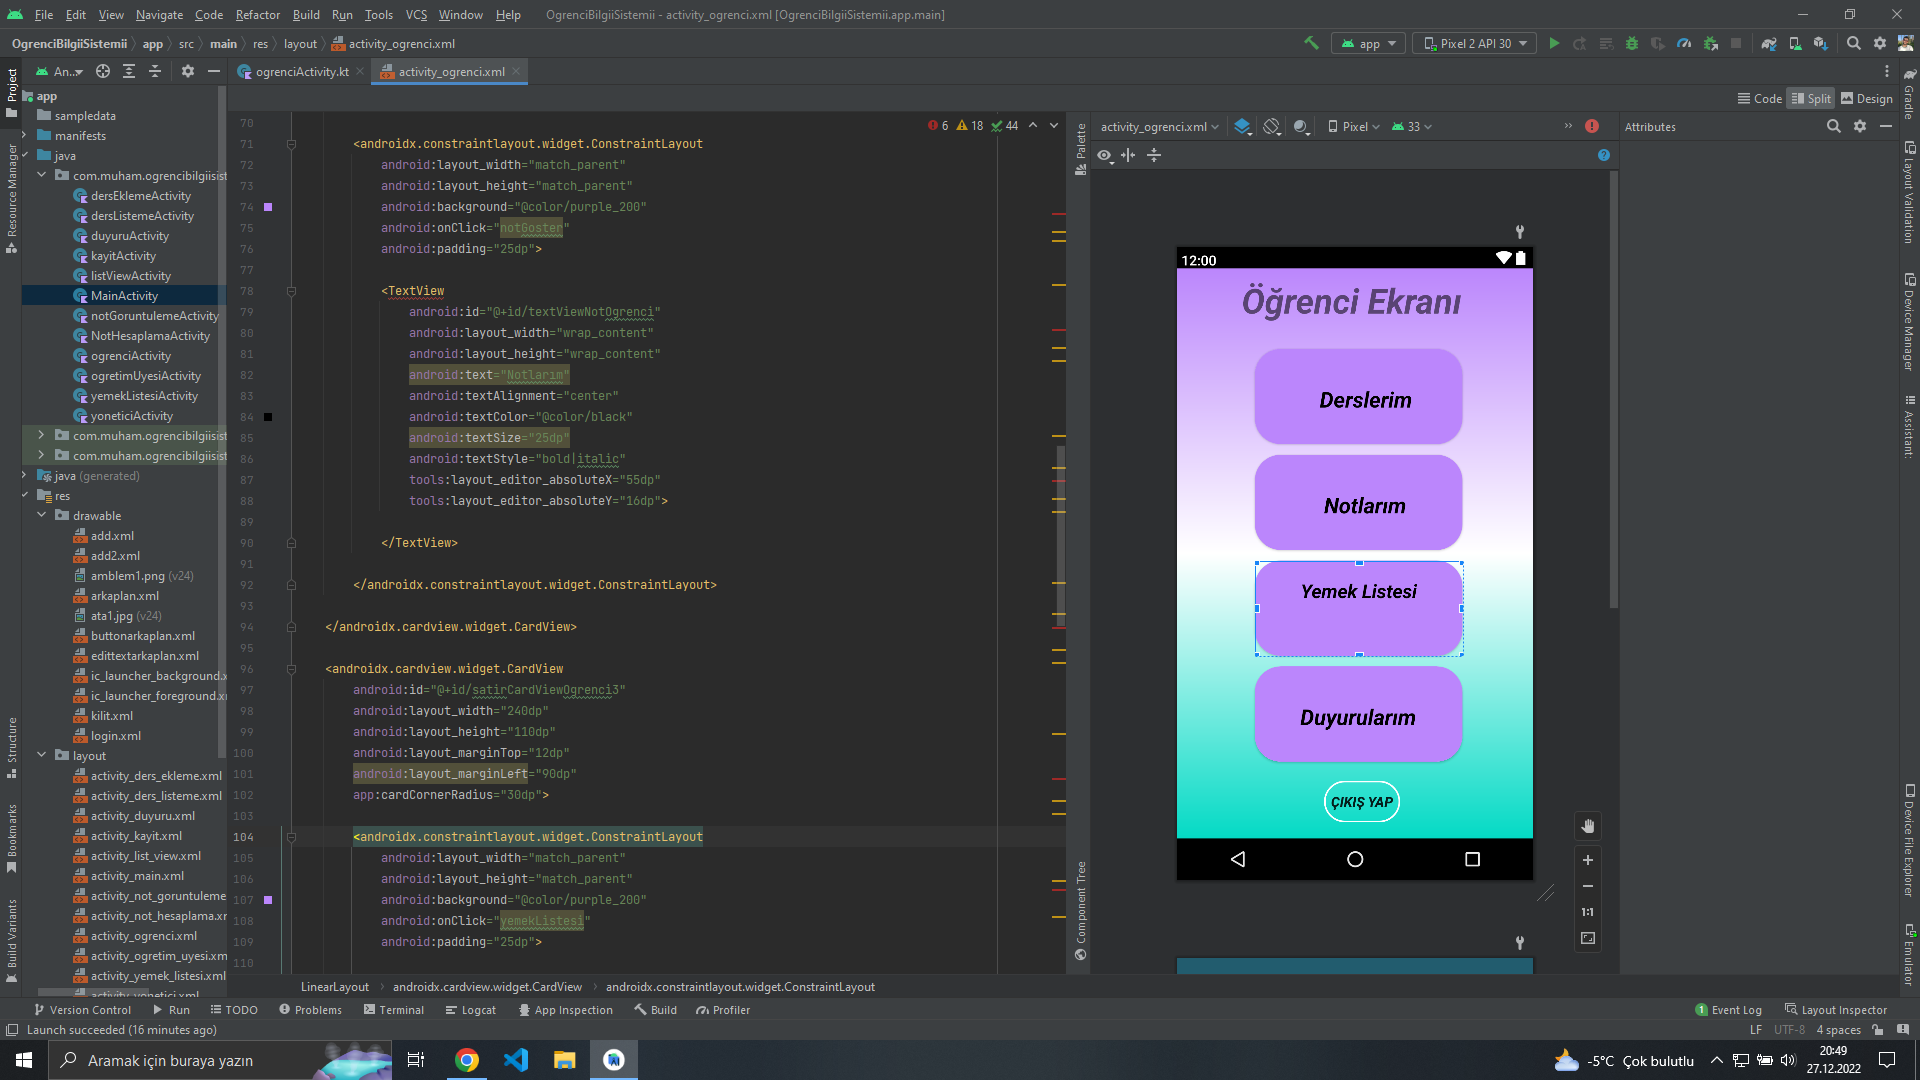 File Edit View Navigate Code Refactor Build Run Tools VCS Window Help OgrenciBilgiiSistemii - activity_ogrenci.xml [OgrenciBilgiiSistemii.app.main]
OgrenciBilgiiSistemii app src main res layout activity_ogrenci.xml
app Pixel 2 API 30
An...
ogrenciActivity.kt activity_ogrenci.xml
Code Split Design
Project
Resource Manager
Structure
Bookmarks
Build Variants
app
sampledata
manifests
java
com.muham.ogrencibilgiisist
dersEklemeActivity
dersListemeActivity
duyuruActivity
kayitActivity
listViewActivity
MainActivity
notGoruntulemeActivity
NotHesaplamaActivity
ogrenciActivity
ogretimUyesiActivity
yemekListesiActivity
yoneticiActivity
com.muham.ogrencibilgiisist
com.muham.ogrencibilgiisist
java (generated)
res
drawable
add.xml
add2.xml
amblem1.png (v24)
arkaplan.xml
ata1.jpg (v24)
buttonarkaplan.xml
edittextarkaplan.xml
ic_launcher_background.x
ic_launcher_foreground.x
kilit.xml
login.xml
layout
activity_ders_ekleme.xml
activity_ders_listeme.xml
activity_duyuru.xml
activity_kayit.xml
activity_list_view.xml
activity_main.xml
activity_not_goruntuleme
activity_not_hesaplama.xr
activity_ogrenci.xml
activity_ogretim_uyesi.xm
activity_yemek_listesi.xml
activity_yonetici.xml
6 18 44
70
71 <androidx.constraintlayout.widget.ConstraintLayout
72 android:layout_width="match_parent"
73 android:layout_height="match_parent"
74 android:background="@color/purple_200"
75 android:onClick="notGoster"
76 android:padding="25dp">
77
78 <TextView
79 android:id="@+id/textViewNotOgrenci"
80 android:layout_width="wrap_content"
81 android:layout_height="wrap_content"
82 android:text="Notlarım"
83 android:textAlignment="center"
84 android:textColor="@color/black"
85 android:textSize="25dp"
86 android:textStyle="bold|italic"
87 tools:layout_editor_absoluteX="55dp"
88 tools:layout_editor_absoluteY="16dp">
89
90 </TextView>
91
92 </androidx.constraintlayout.widget.ConstraintLayout>
93
94 </androidx.cardview.widget.CardView>
95
96 <androidx.cardview.widget.CardView
97 android:id="@+id/satirCardViewOgrenci3"
98 android:layout_width="240dp"
99 android:layout_height="110dp"
100 android:layout_marginTop="12dp"
101 android:layout_marginLeft="90dp"
102 app:cardCornerRadius="30dp">
103
104 <androidx.constraintlayout.widget.ConstraintLayout
105 android:layout_width="match_parent"
106 android:layout_height="match_parent"
107 android:background="@color/purple_200"
108 android:onClick="yemekListesi"
109 android:padding="25dp">
110
LinearLayout androidx.cardview.widget.CardView androidx.constraintlayout.widget.ConstraintLayout
Palette
Component Tree
activity_ogrenci.xml Pixel 33
12:00
Öğrenci Ekranı
Derslerim
Notlarım
Yemek Listesi
Duyurularım
ÇIKIŞ YAP
1:1
Attributes
Gradle
Layout Validation
Device Manager
Assistant:
Device File Explorer
Emulator
Version Control Run TODO Problems Terminal Logcat App Inspection Build Profiler
1 Event Log Layout Inspector
Launch succeeded (16 minutes ago)
LF UTF-8 4 spaces
Aramak için buraya yazın
-5°C Çok bulutlu
20:49
27.12.2022